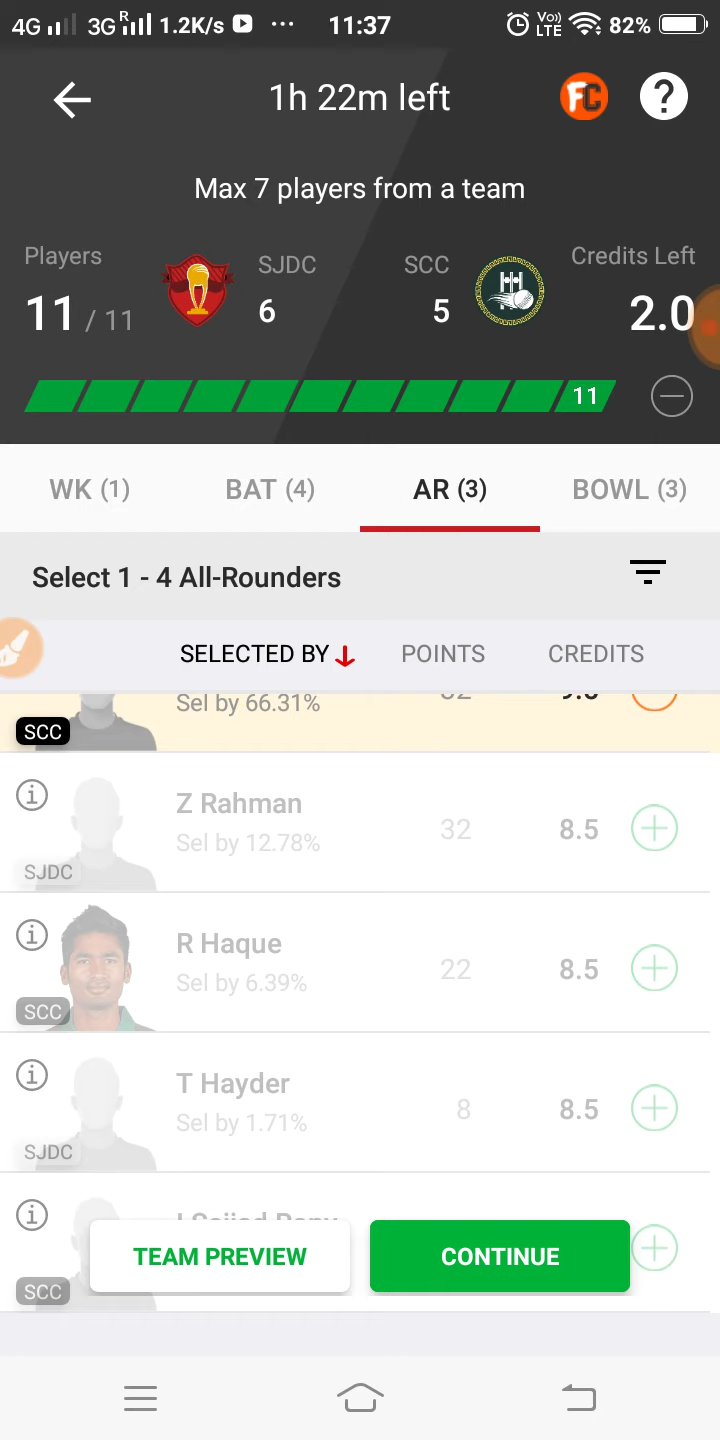 4G 3G R 1.2K/s ... 11:37 Vo)) LTE 82%
1h 22m left FC ?
Max 7 players from a team
Players SJDC SCC Credits Left
11 / 11 6 5 2.0
11
WK (1) BAT (4) AR (3) BOWL (3)
Select 1 - 4 All-Rounders
SELECTED BY POINTS CREDITS
Sel by 66.31%
SCC
Z Rahman
Sel by 12.78% 32 8.5
SJDC
R Haque
Sel by 6.39% 22 8.5
SCC
T Hayder
Sel by 1.71% 8 8.5
SJDC
TEAM PREVIEW CONTINUE
SCC